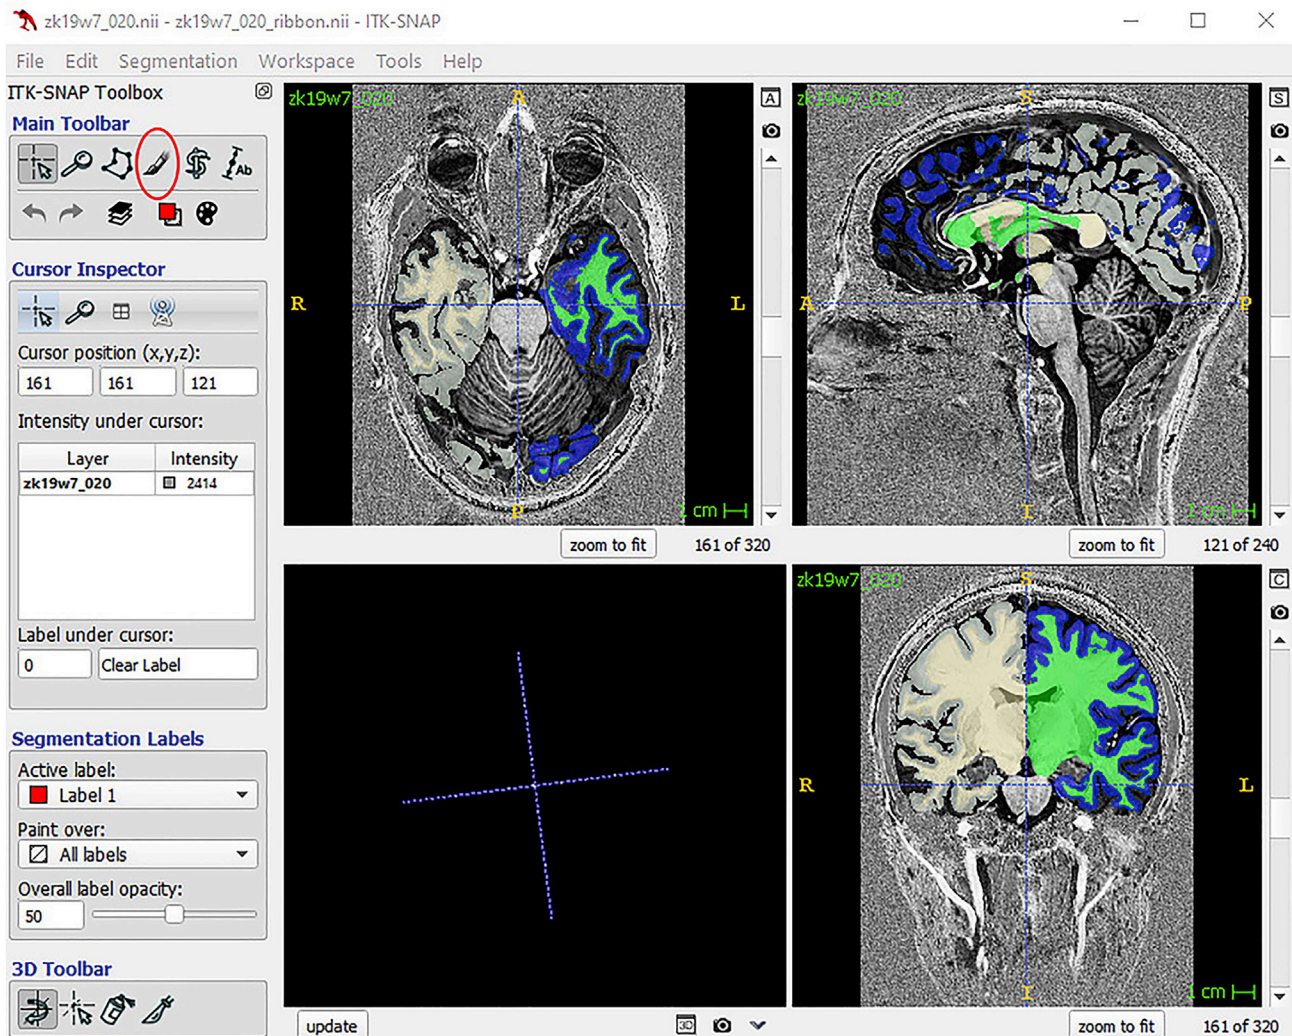 zk19w7_020.nii - zk19w7_020_ribbon.nii - ITK-SNAP
File Edit Segmentation Workspace Tools Help
ITK-SNAP Toolbox
Main Toolbar
Ab
Cursor Inspector
Cursor position (x,y,z):
161 161 121
Intensity under cursor:
Layer Intensity
zk19w7_020 2414
Label under cursor:
0 Clear Label
Segmentation Labels
Active label:
Label 1
Paint over:
All labels
Overall label opacity:
50
3D Toolbar
zk19w7_020
A
A
R
L
P
1 cm
zoom to fit 161 of 320
zk19w7_020
S
S
A
P
I
1 cm
zoom to fit 121 of 240
update
3D
zk19w7_020
S
C
R
L
I
1 cm
zoom to fit 161 of 320